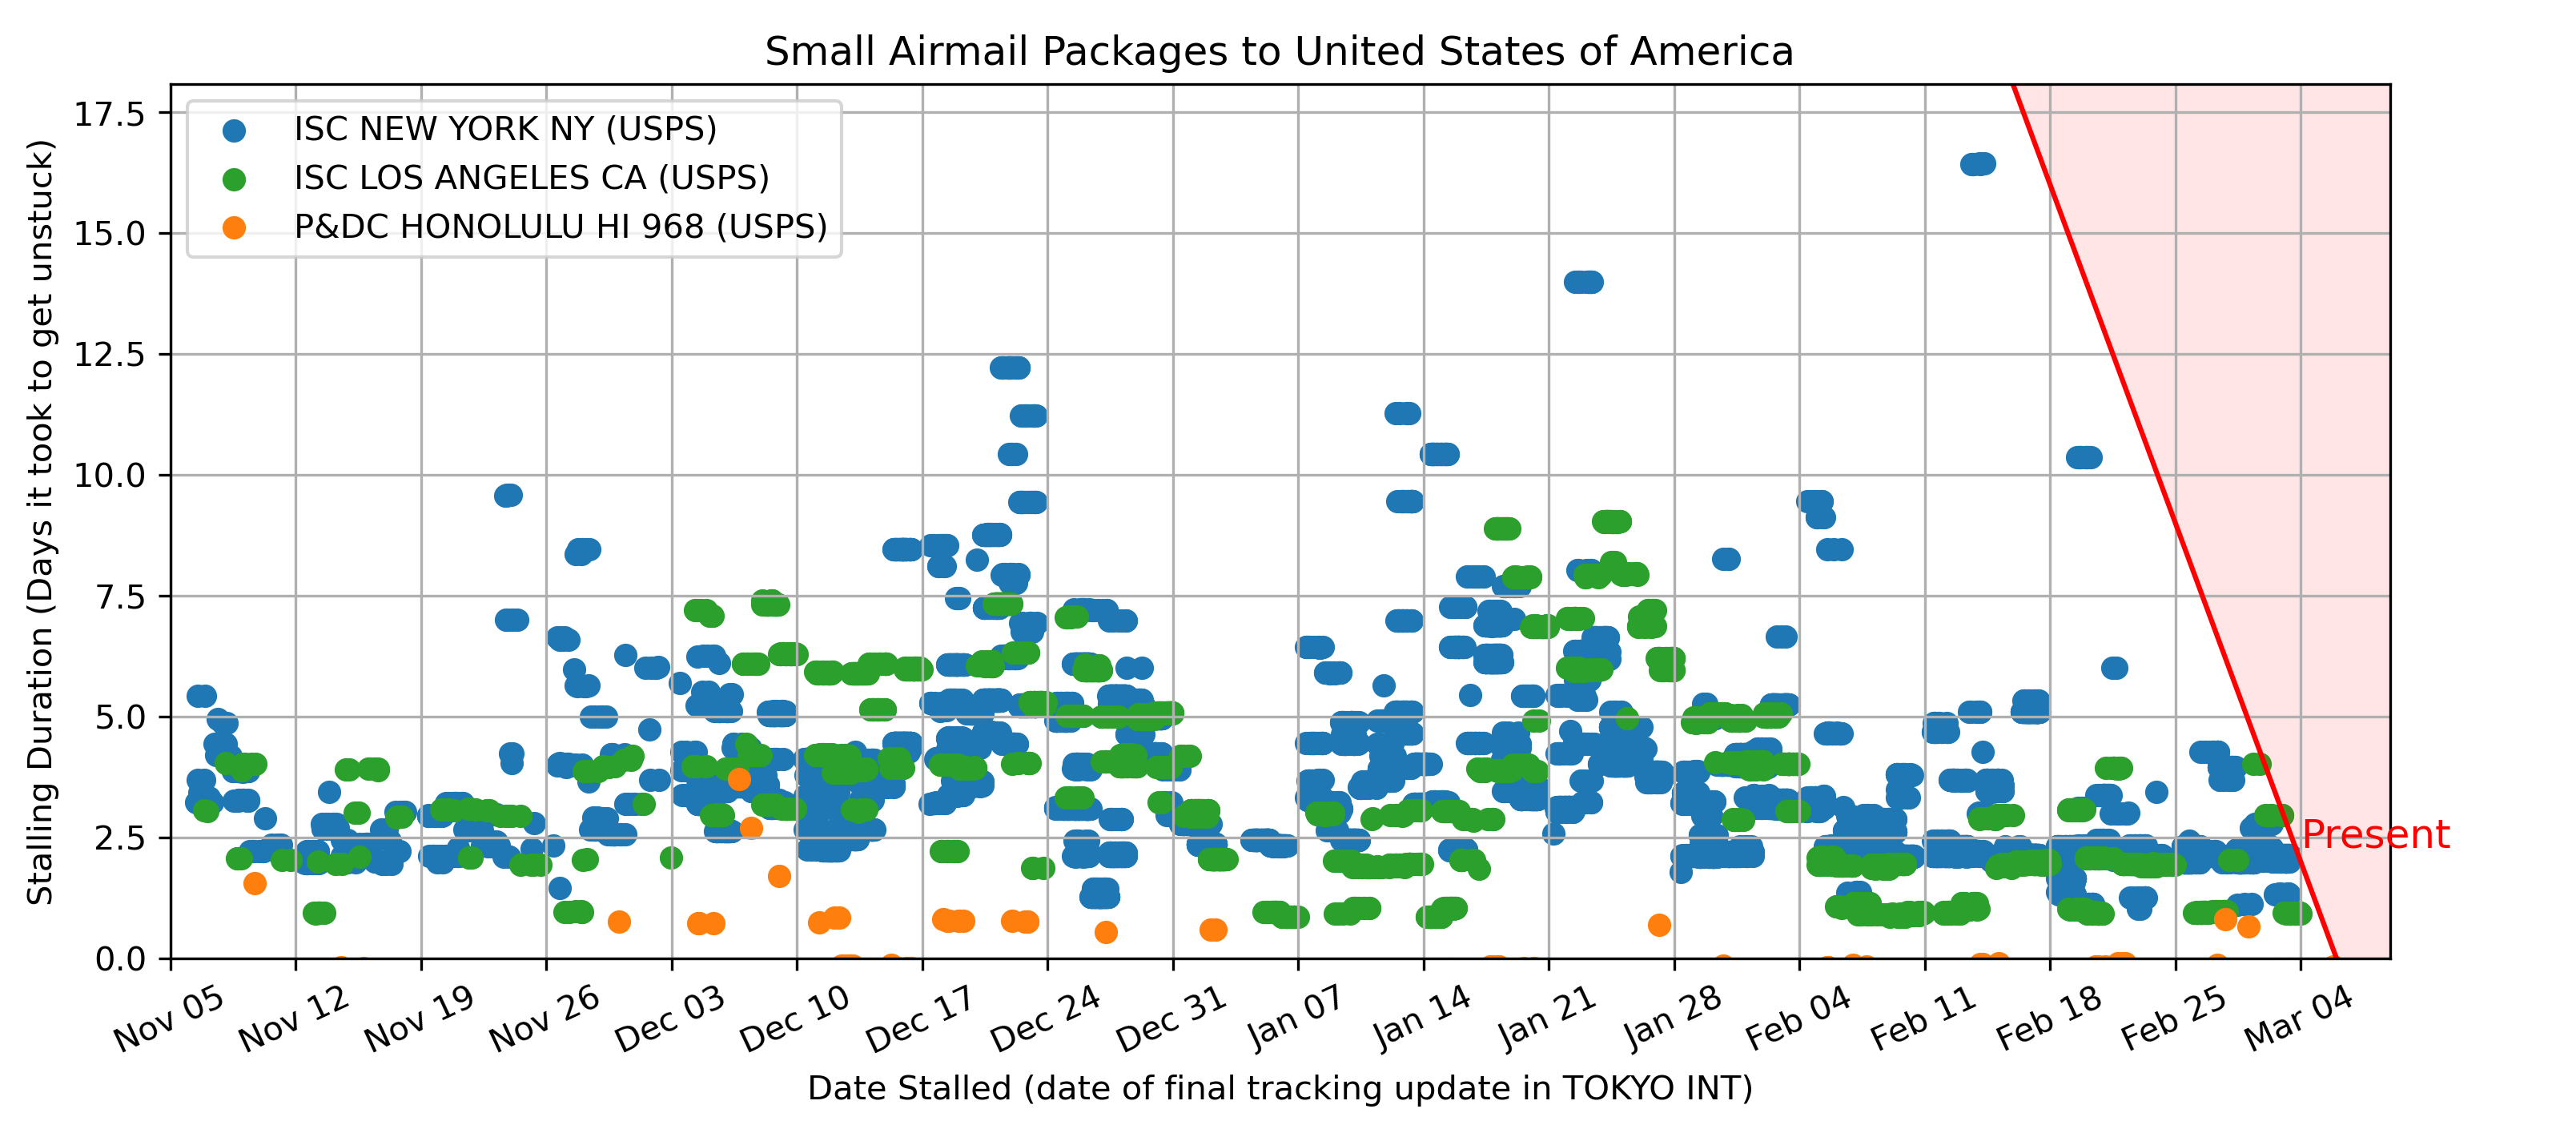 Small Airmail Packages to United States of America
ISC NEW YORK NY (USPS)
ISC LOS ANGELES CA (USPS)
P&DC HONOLULU HI 968 (USPS)
Stalling Duration (Days it took to get unstuck)
17.5
15.0
12.5
10.0
7.5
5.0
2.5
0.0
Present
Nov 05
Nov 12
Nov 19
Nov 26
Dec 03
Dec 10
Dec 17
Dec 24
Dec 31
Jan 07
Jan 14
Jan 21
Jan 28
Feb 04
Feb 11
Feb 18
Feb 25
Mar 04
Date Stalled (date of final tracking update in TOKYO INT)